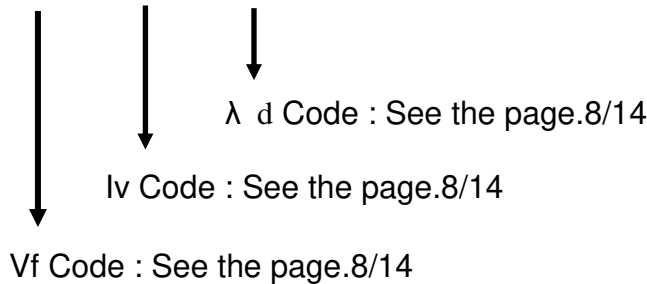 λ d Code : See the page.8/14
Iv Code : See the page.8/14
Vf Code : See the page.8/14